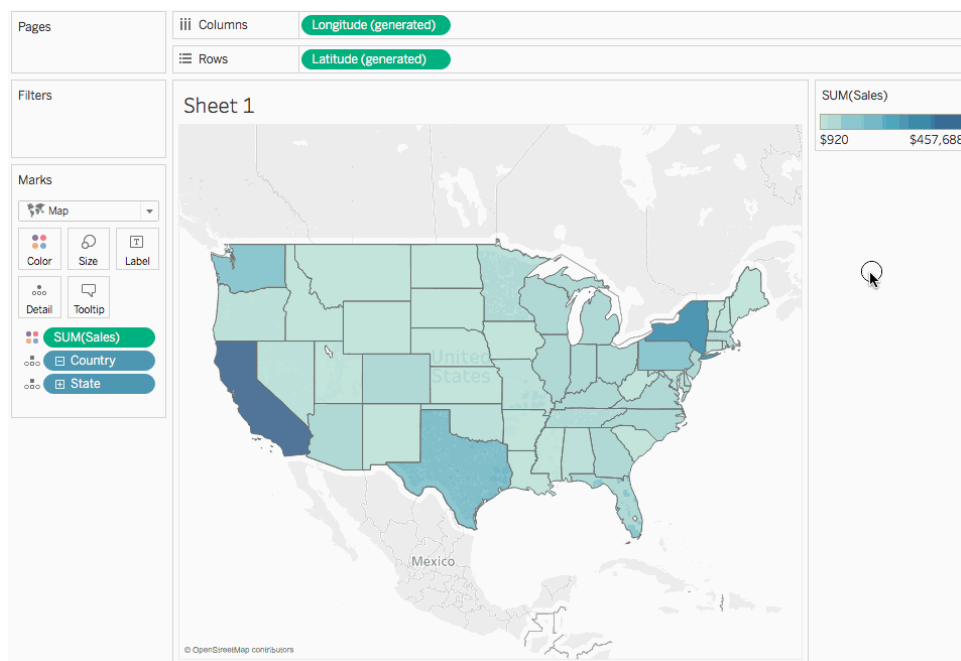 Pages
Columns
Longitude (generated)
Rows
Latitude (generated)
Filters
Sheet 1
SUM(Sales)
$920
$457,688
Marks
Map
Color
Size
Label
Detail
Tooltip
SUM(Sales)
Country
State
United
States
Mexico
© OpenStreetMap contributors